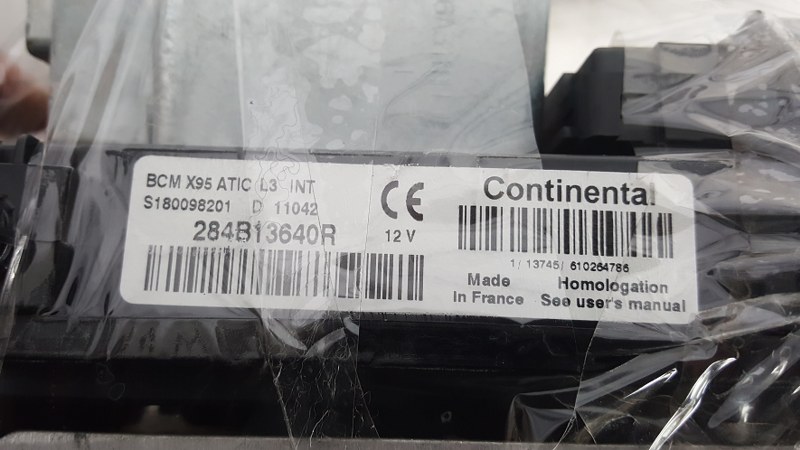 BCM X95 ATIC L3 INT
S180098201 D 11042
284B13640R
CE
12 V
Continental
1/ 13745/ 610264786
Made
in France
Homologation
See user's manual